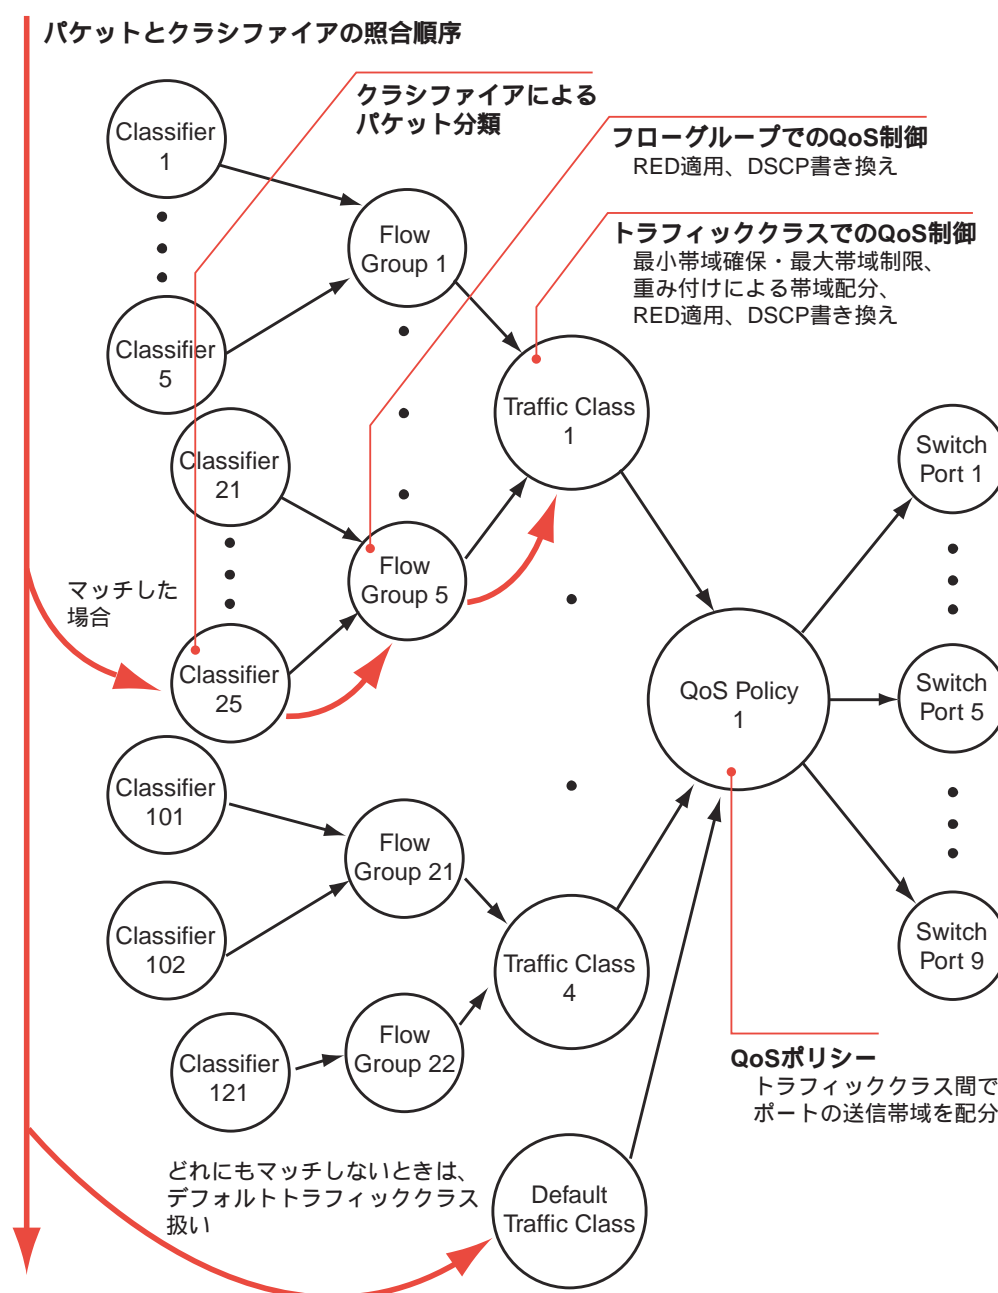 パケットとクラシファイアの照合順序
クラシファイアによる
パケット分類
フローグループでのQoS制御
RED適用、DSCP書き換え
トラフィッククラスでのQoS制御
最小帯域確保・最大帯域制限、
重み付けによる帯域配分、
RED適用、DSCP書き換え
Classifier
1
Flow
Group 1
Classifier
5
Traffic Class
1
Classifier
21
Switch
Port 1
Flow
Group 5
マッチした
場合
Classifier
25
QoS Policy
1
Switch
Port 5
Classifier
101
Flow
Group 21
Classifier
102
Traffic Class
4
Switch
Port 9
Flow
Group 22
Classifier
121
QoSポリシー
トラフィッククラス間で
ポートの送信帯域を配分
どれにもマッチしないときは、
デフォルトトラフィッククラス
扱い
Default
Traffic Class